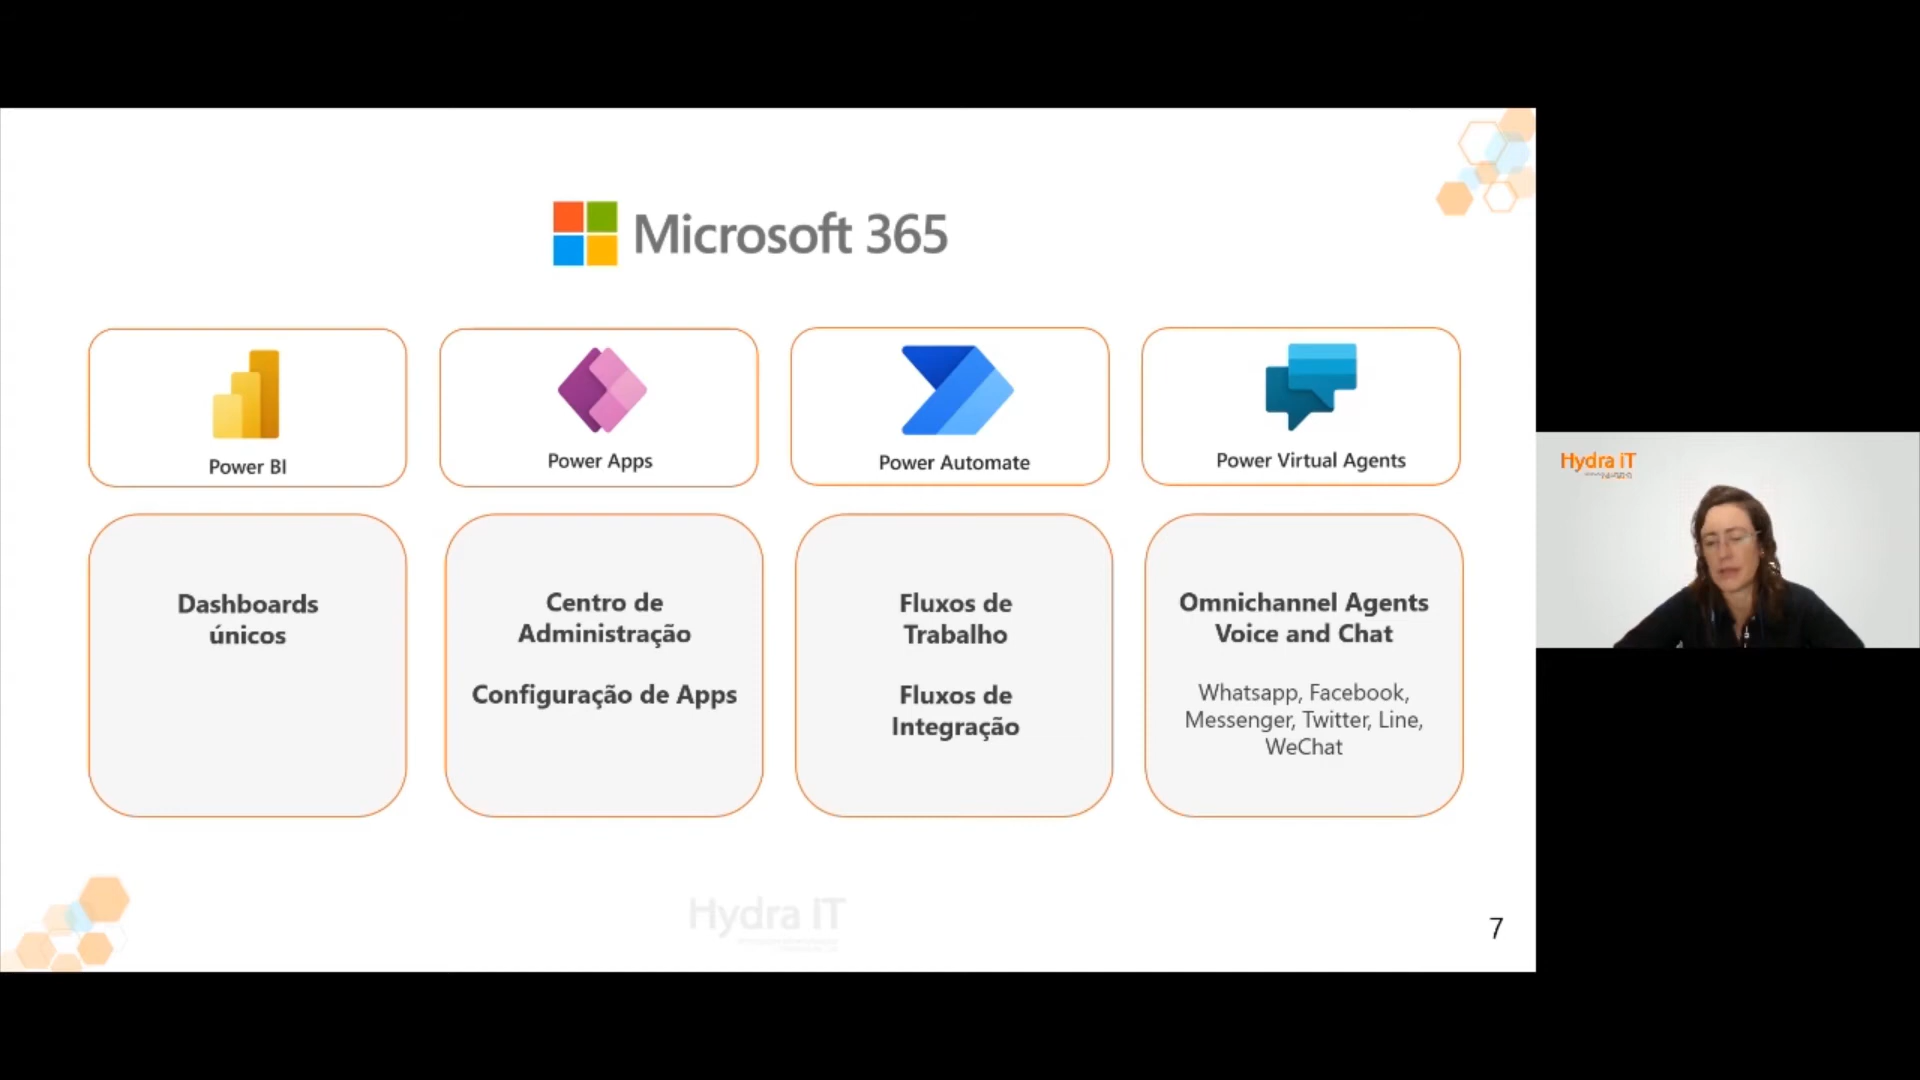 Microsoft 365
Power BI
Power Apps
Power Automate
Power Virtual Agents
Dashboards
únicos
Centro de
Administração
Configuração de Apps
Fluxos de
Trabalho
Fluxos de
Integração
Omnichannel Agents
Voice and Chat
Whatsapp, Facebook,
Messenger, Twitter, Line,
WeChat
Hydra IT
7
Hydra iT